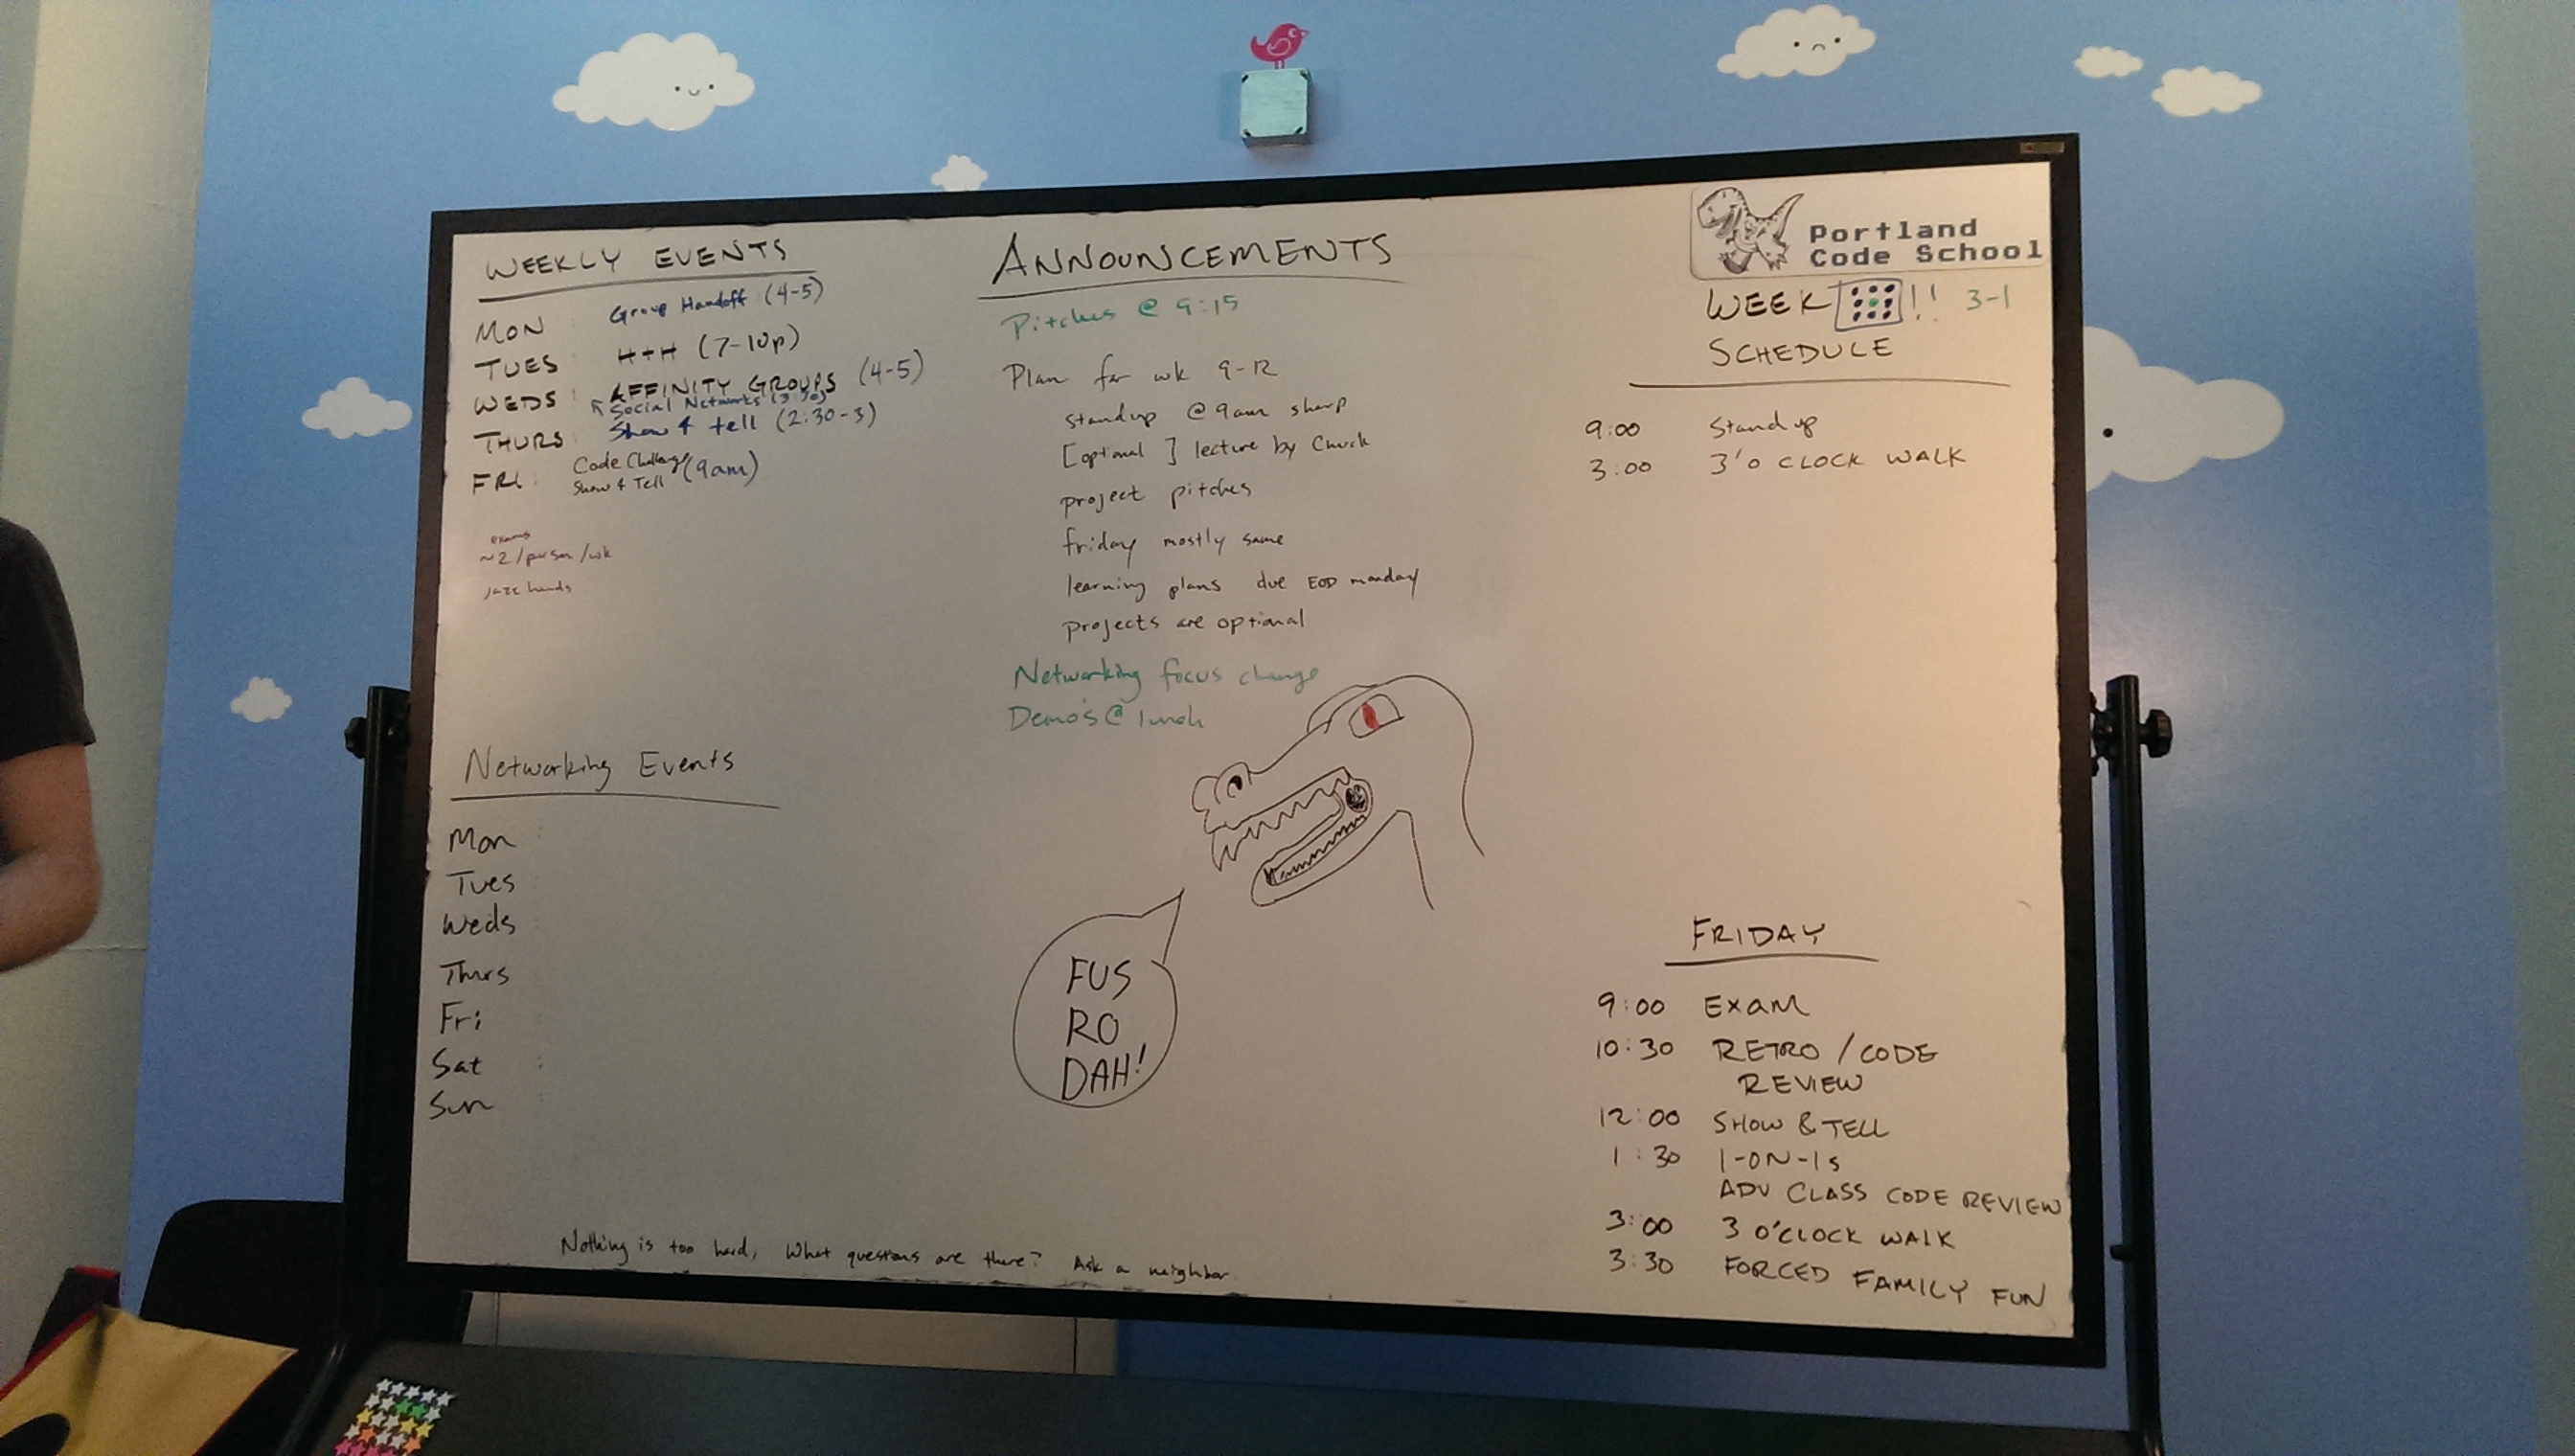 WEEKLY EVENTS
MON : Group Handoff (4-5)
TUES : H+H (7-10p)
WEDS : AFFINITY GROUPS (4-5)
Social Networks (3:30)
THURS : Show & tell (2:30-3)
FRI : Code Challenge
Show & Tell (9am)
exams
~2/person/wk
jazz hands
Networking Events
Mon :
Tues
Weds
Thurs
Fri :
Sat :
Sun
ANNOUNCEMENTS
Pitches @ 9:15
Plan for wk 9-12
standup @ 9am sharp
[optional ] lecture by Chuck
project pitches
friday mostly same
learning plans due EOD monday
projects are optional
Networking focus change
Demo's @ lunch
FUS
RO
DAH!
Nothing is too hard, What questions are there? Ask a neighbor.
Portland
Code School
WEEK !! 3-1
SCHEDULE
9:00 Standup
3:00 3'o CLOCK WALK
FRIDAY
9:00 EXAM
10:30 RETRO / CODE
REVIEW
12:00 SHOW & TELL
1:30 1-ON-1s
ADV CLASS CODE REVIEW
3:00 3 O'CLOCK WALK
3:30 FORCED FAMILY FUN